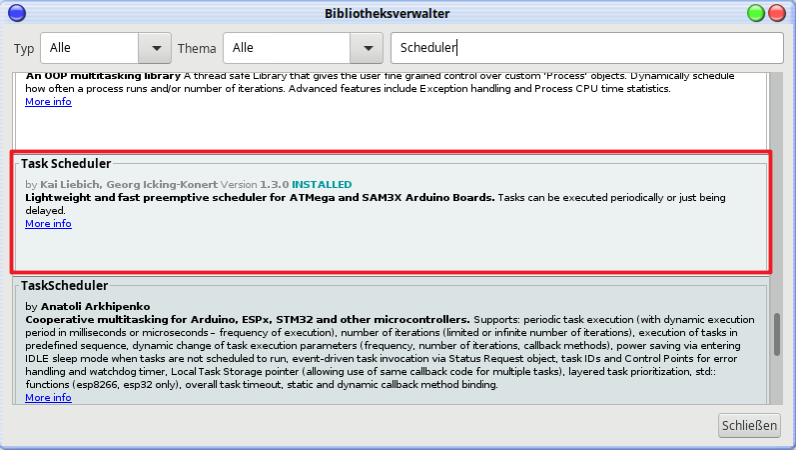 Bibliotheksverwalter
Typ Alle Thema Alle Scheduler
An OOP multitasking library A thread safe Library that gives the user fine grained control over custom 'Process' objects. Dynamically schedule
how often a process runs and/or number of iterations. Advanced features include Exception handling and Process CPU time statistics.
More info
Task Scheduler
by Kai Liebich, Georg Icking-Konert Version 1.3.0 INSTALLED
Lightweight and fast preemptive scheduler for ATMega and SAM3X Arduino Boards. Tasks can be executed periodically or just being
delayed.
More info
TaskScheduler
by Anatoli Arkhipenko
Cooperative multitasking for Arduino, ESPx, STM32 and other microcontrollers. Supports: periodic task execution (with dynamic execution
period in milliseconds or microseconds – frequency of execution), number of iterations (limited or infinite number of iterations), execution of tasks in
predefined sequence, dynamic change of task execution parameters (frequency, number of iterations, callback methods), power saving via entering
IDLE sleep mode when tasks are not scheduled to run, event-driven task invocation via Status Request object, task IDs and Control Points for error
handling and watchdog timer, Local Task Storage pointer (allowing use of same callback code for multiple tasks), layered task prioritization, std::
functions (esp8266, esp32 only), overall task timeout, static and dynamic callback method binding.
More info
Schließen